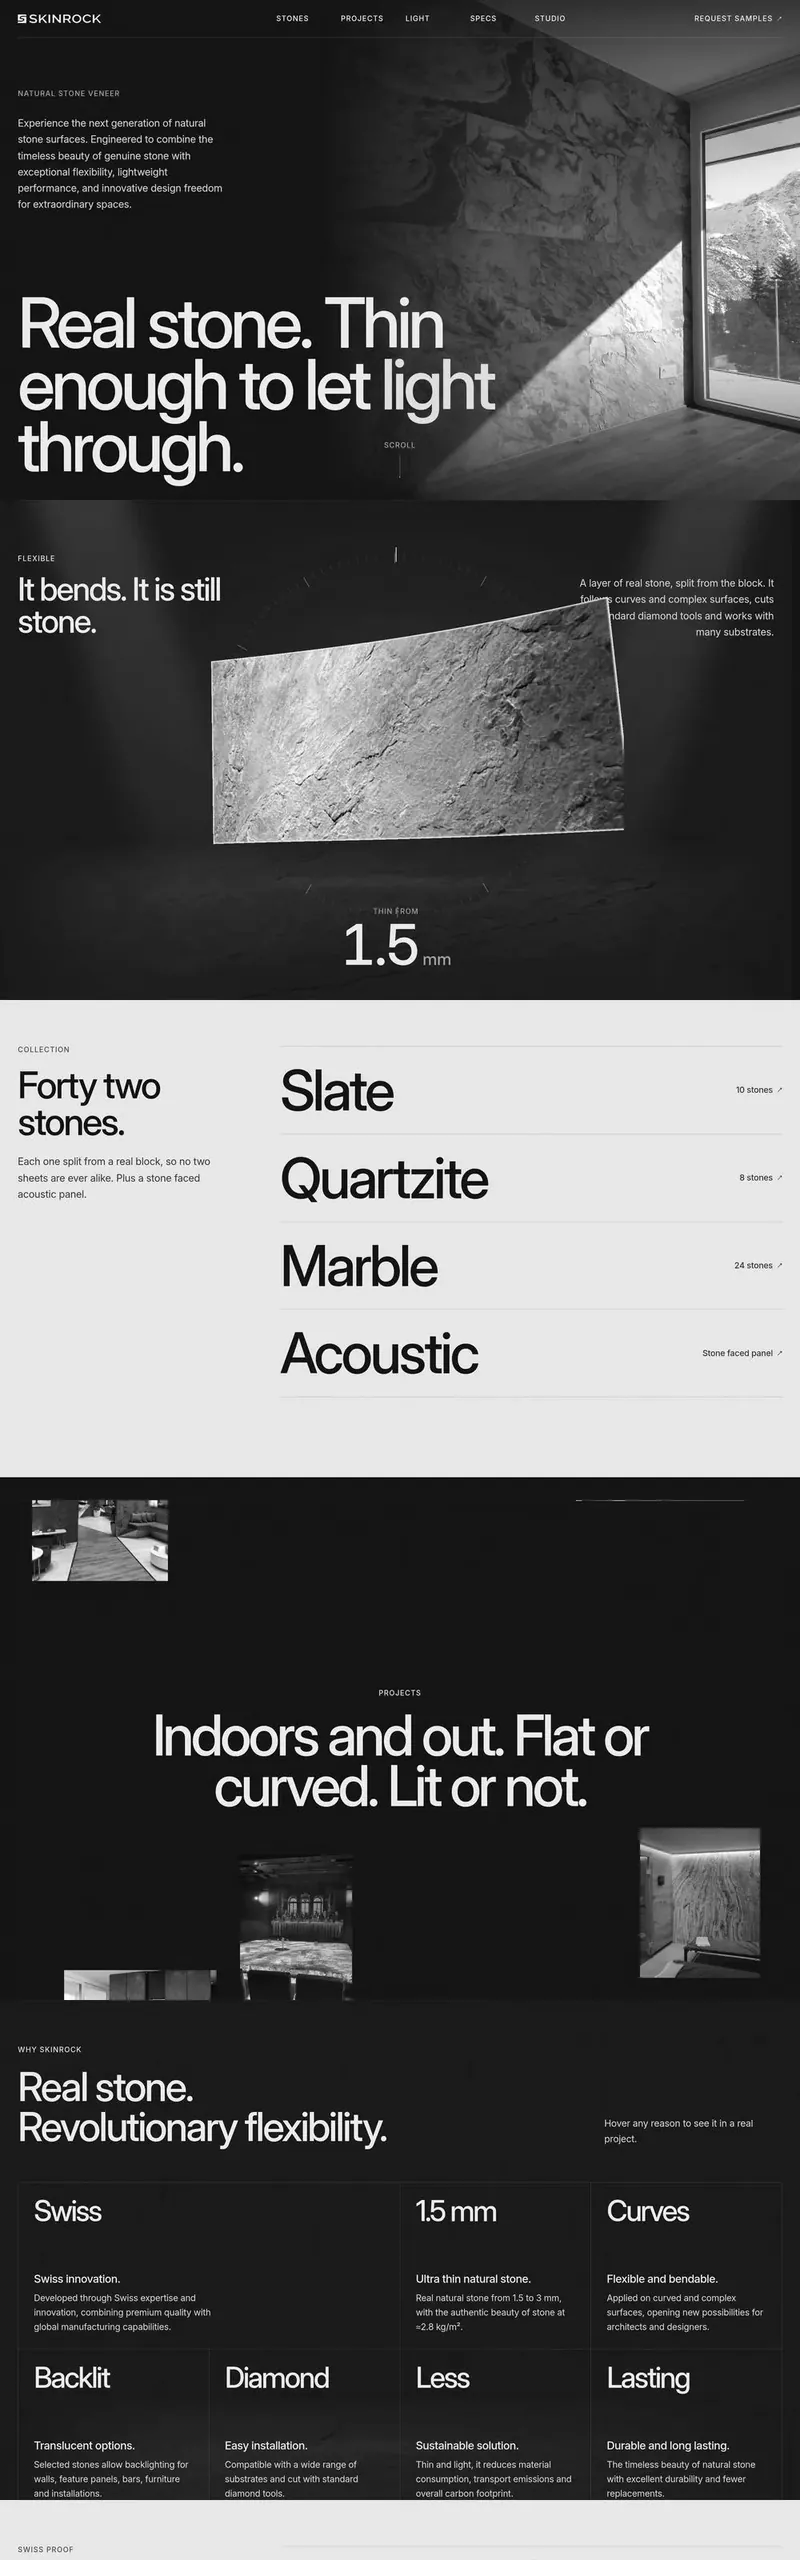 SKINROCK
STONES
PROJECTS
LIGHT
SPECS
STUDIO
REQUEST SAMPLES ↗
NATURAL STONE VENEER
Experience the next generation of natural
stone surfaces. Engineered to combine the
timeless beauty of genuine stone with
exceptional flexibility, lightweight
performance, and innovative design freedom
for extraordinary spaces.
Real stone. Thin
enough to let light
through.
SCROLL
FLEXIBLE
It bends. It is still
stone.
A layer of real stone, split from the block. It
curves and complex surfaces, cuts
diamond tools and works with
many substrates.
THIN FROM
1.5 mm
COLLECTION
Forty two
stones.
Each one split from a real block, so no two
sheets are ever alike. Plus a stone faced
acoustic panel.
Slate
10 stones ↗
Quartzite
8 stones ↗
Marble
24 stones ↗
Acoustic
Stone faced panel ↗
PROJECTS
Indoors and out. Flat or
curved. Lit or not.
WHY SKINROCK
Real stone.
Revolutionary flexibility.
Hover any reason to see it in a real
project.
Swiss
Swiss innovation.
Developed through Swiss expertise and
innovation, combining premium quality with
global manufacturing capabilities.
1.5 mm
Ultra thin natural stone.
Real natural stone from 1.5 to 3 mm,
with the authentic beauty of stone at
≈2.8 kg/m².
Curves
Flexible and bendable.
Applied on curved and complex
surfaces, opening new possibilities for
architects and designers.
Backlit
Translucent options.
Selected stones allow backlighting for
walls, feature panels, bars, furniture
and installations.
Diamond
Easy installation.
Compatible with a wide range of
substrates and cut with standard
diamond tools.
Less
Sustainable solution.
Thin and light, it reduces material
consumption, transport emissions and
overall carbon footprint.
Lasting
Durable and long lasting.
The timeless beauty of natural stone
with excellent durability and fewer
replacements.
SWISS PROOF